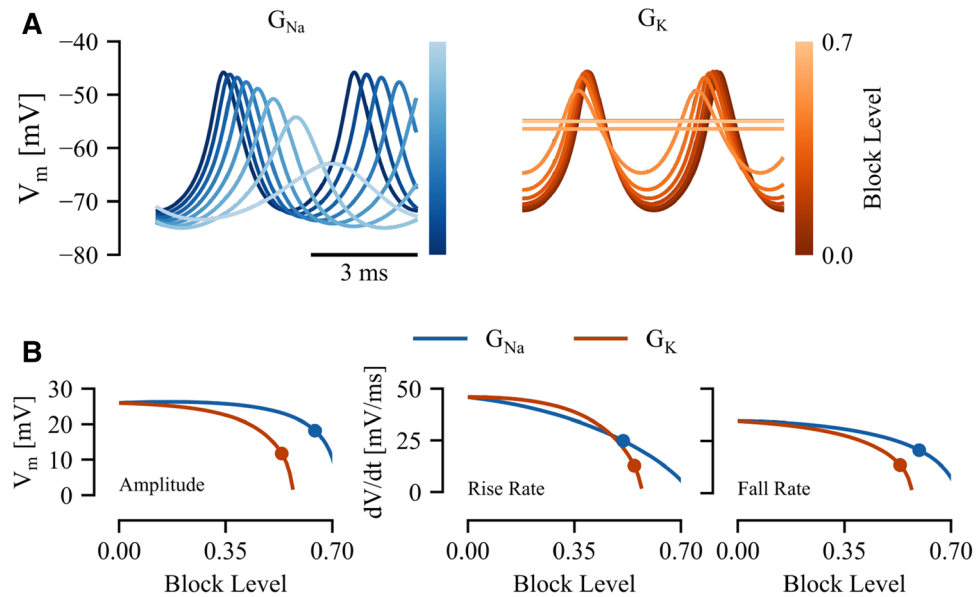 A
G_Na
G_K
V_m [mV]
−40
−50
−60
−70
−80
3 ms
0.7
0.0
Block Level
B
G_Na
G_K
V_m [mV]
30
20
10
0
Amplitude
0.00 0.35 0.70
Block Level
dV/dt [mV/ms]
50
25
0
Rise Rate
0.00 0.35 0.70
Block Level
Fall Rate
0.00 0.35 0.70
Block Level